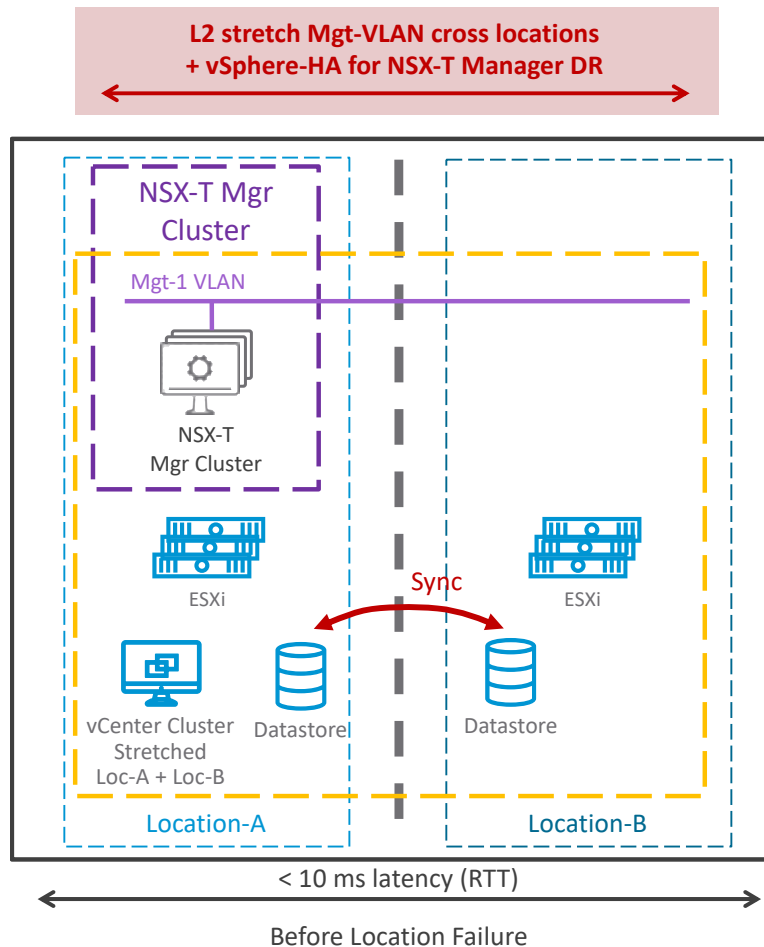 L2 stretch Mgt-VLAN cross locations
+ vSphere-HA for NSX-T Manager DR
NSX-T Mgr
Cluster
Mgt-1 VLAN
NSX-T
Mgr Cluster
ESXi
ESXi
Sync
vCenter Cluster
Stretched
Loc-A + Loc-B
Datastore
Datastore
Location-A
Location-B
< 10 ms latency (RTT)
Before Location Failure